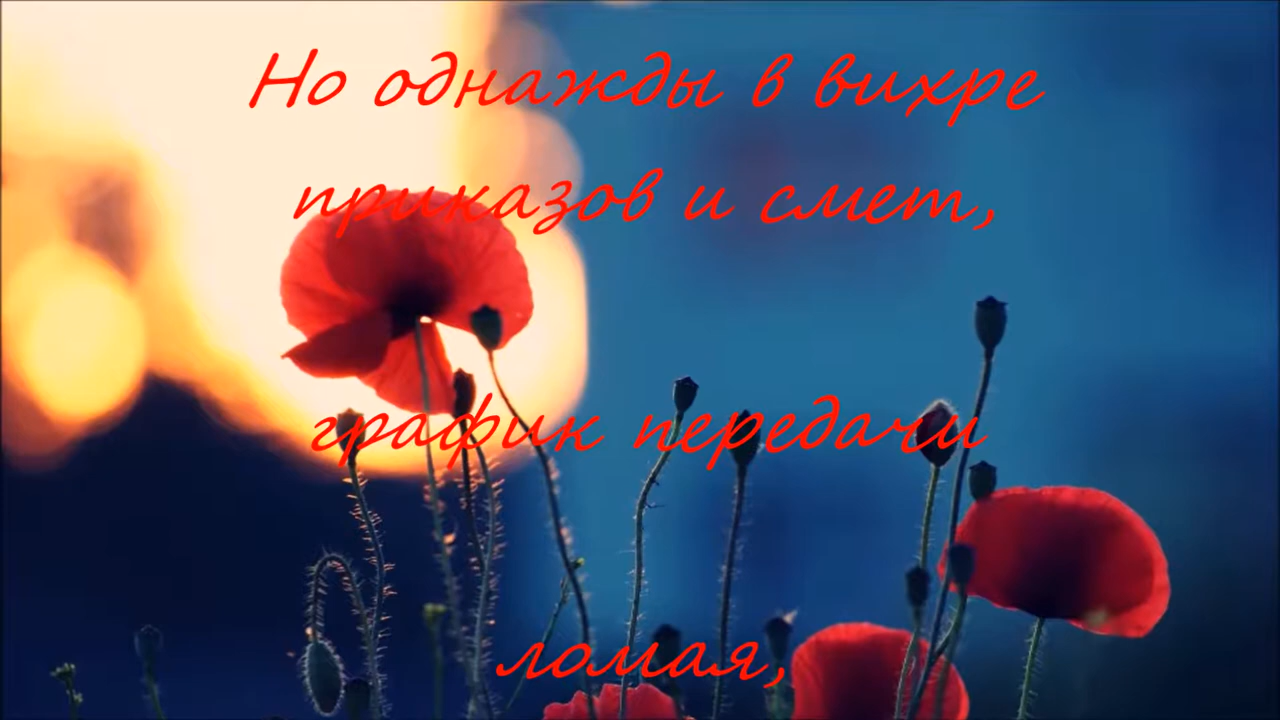 Но однажды в вихре
приказов и смет,
график передачи
ломая,